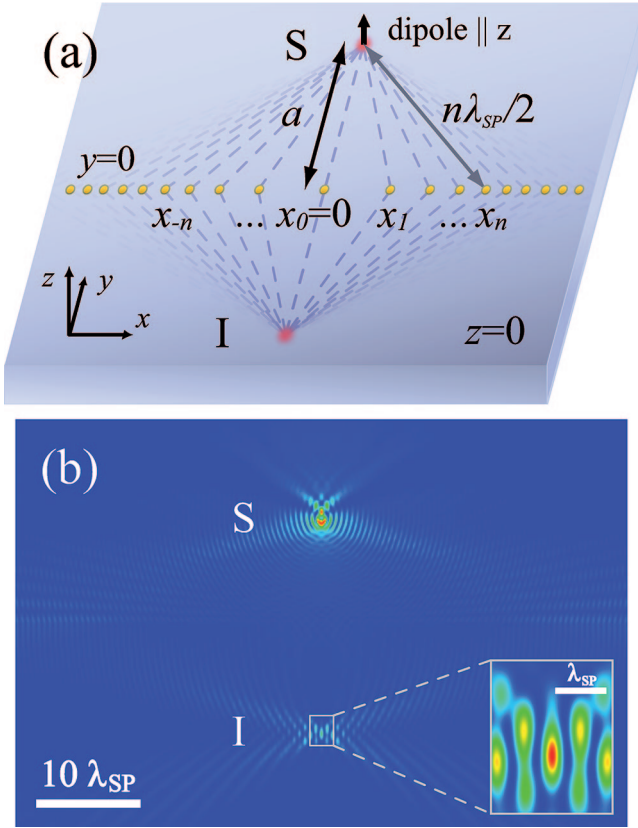 (a)
S
dipole || z
a
nλSP/2
y=0
x-n ... x0=0 x1 ... xn
z
y
x
I
z=0
(b)
S
λSP
I
10 λSP